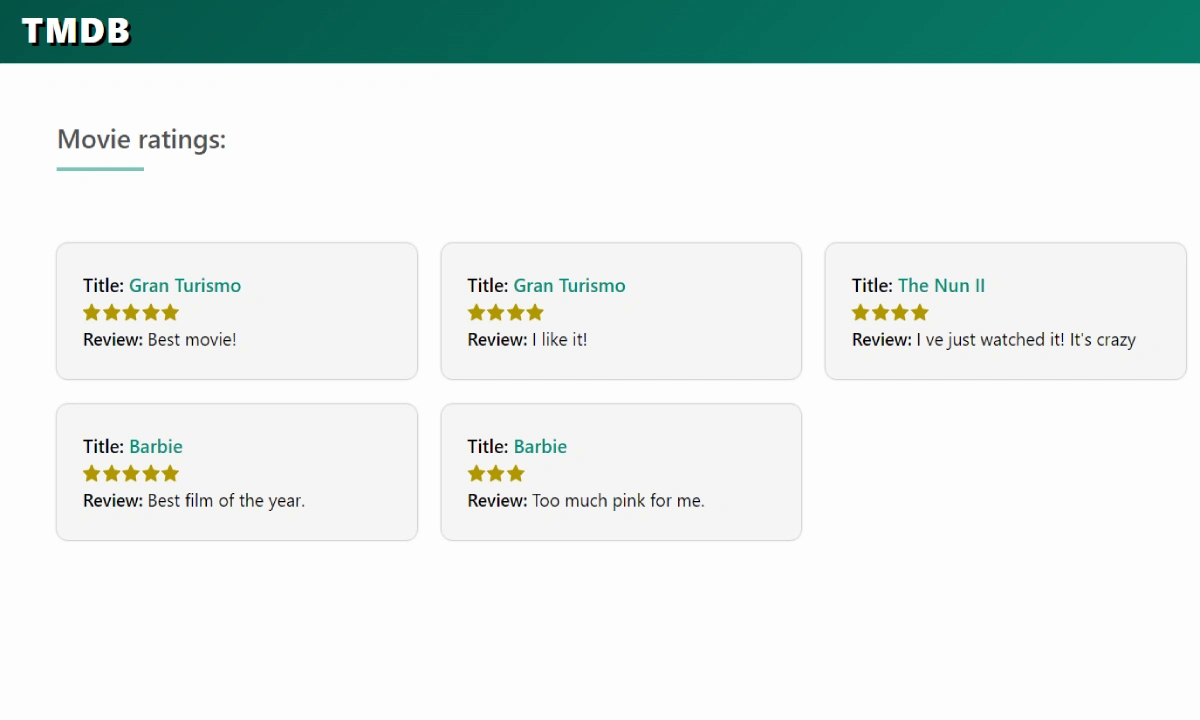 TMDB
Movie ratings:
Title: Gran Turismo
Review: Best movie!
Title: Gran Turismo
Review: I like it!
Title: The Nun II
Review: I ve just watched it! It's crazy
Title: Barbie
Review: Best film of the year.
Title: Barbie
Review: Too much pink for me.